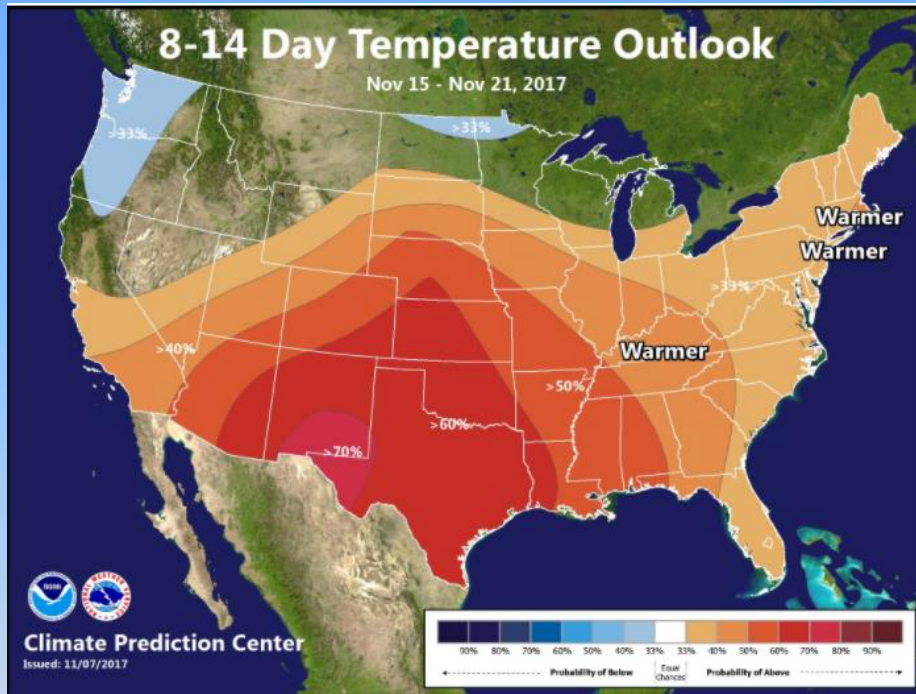 8-14 Day Temperature Outlook
Nov 15 - Nov 21, 2017
>33%
>33%
Warmer
Warmer
>33%
>40%
Warmer
>50%
>60%
>70%
NOAA
Climate Prediction Center
Issued: 11/07/2017
90% 80% 70% 60% 50% 40% 33% 33% 40% 50% 60% 70% 80% 90%
Probability of Below
Equal
Chances
Probability of Above